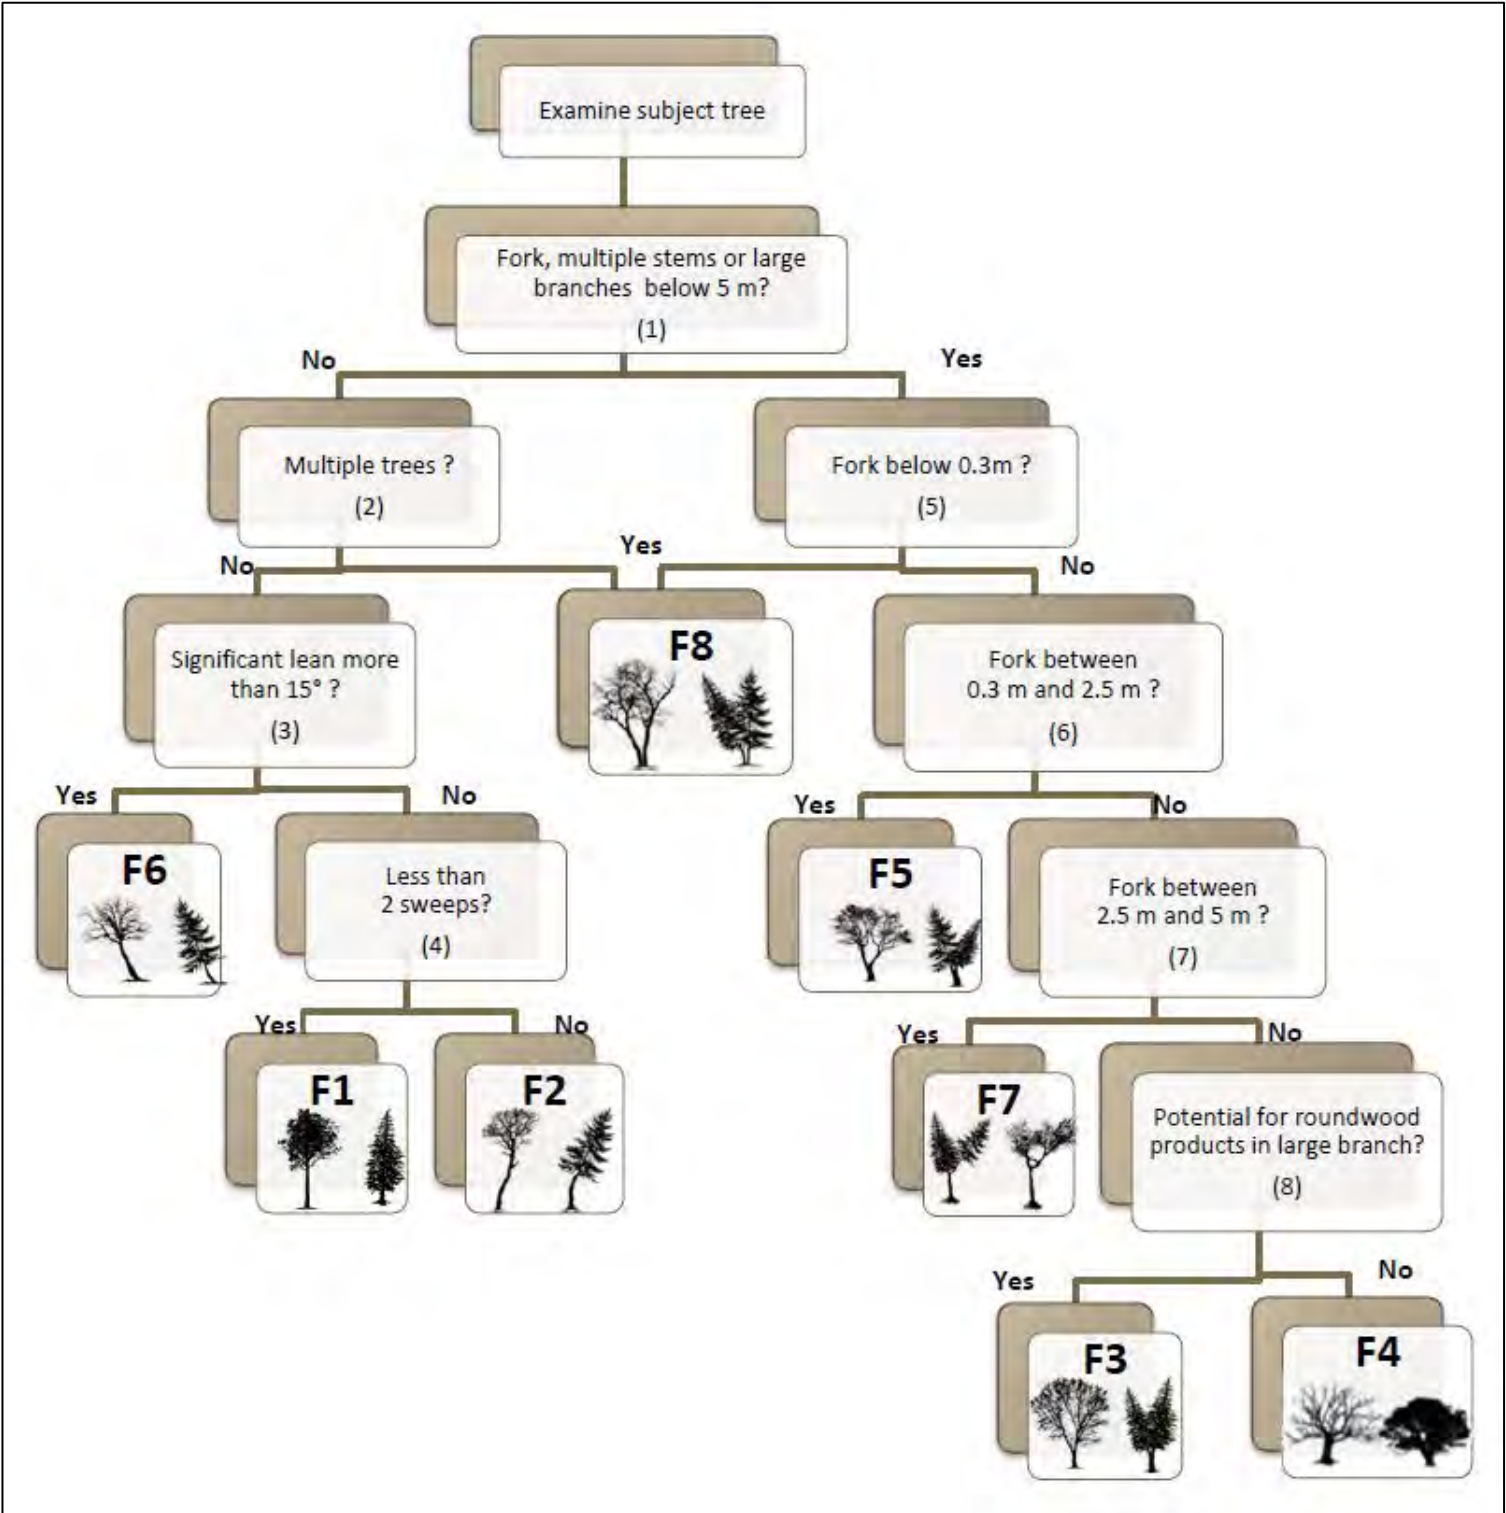 Examine subject tree
Fork, multiple stems or large
branches below 5 m?
(1)
No
Yes
Multiple trees ?
(2)
Fork below 0.3m ?
(5)
No
Yes
No
Significant lean more
than 15° ?
(3)
F8
Fork between
0.3 m and 2.5 m ?
(6)
Yes
No
Yes
No
F6
Less than
2 sweeps?
(4)
F5
Fork between
2.5 m and 5 m ?
(7)
Yes
No
Yes
No
F1
F2
F7
Potential for roundwood
products in large branch?
(8)
Yes
No
F3
F4